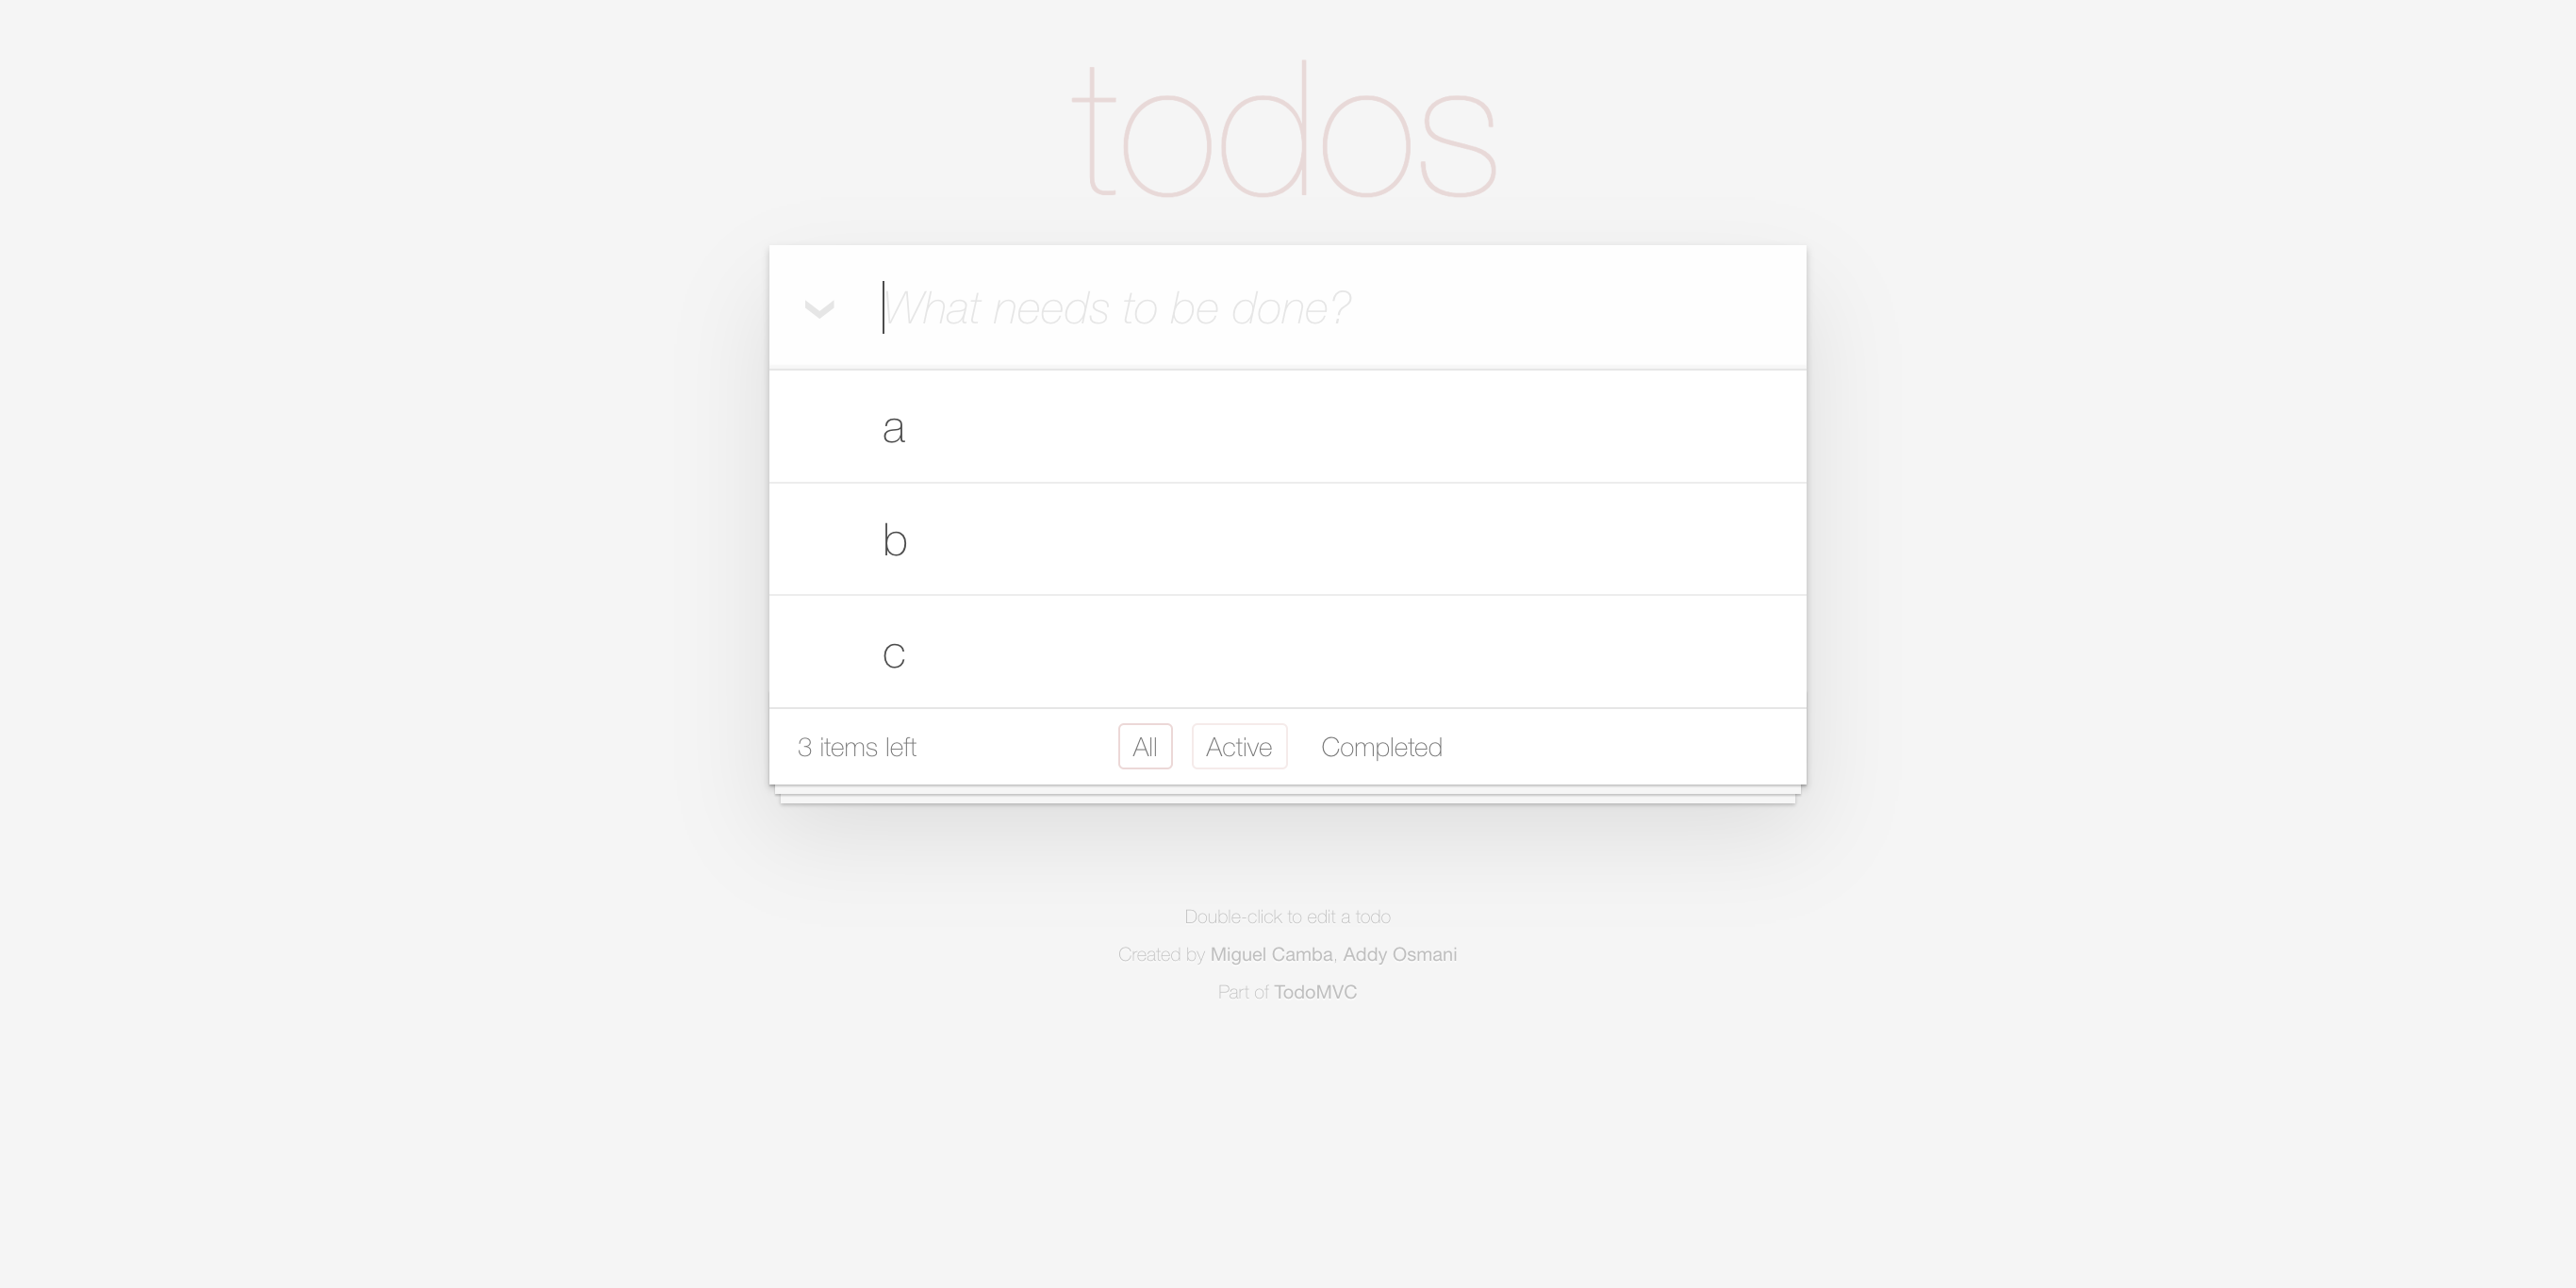 todos
What needs to be done?
a
b
c
3 items left All Active Completed
Double-click to edit a todo
Created by Miguel Camba, Addy Osmani
Part of TodoMVC